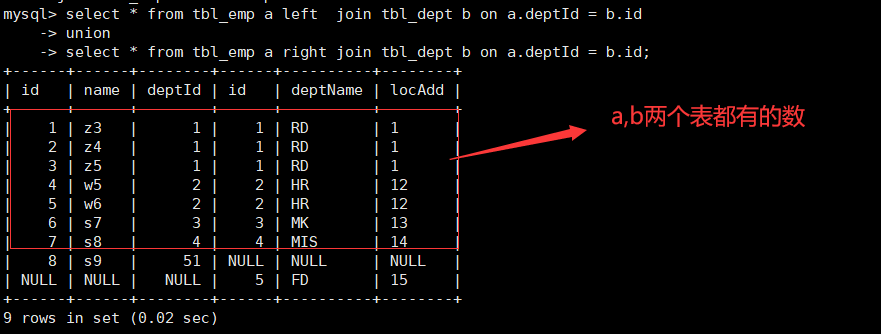 mysql> select * from tbl_emp a left  join tbl_dept b on a.deptId = b.id
    -> union
    -> select * from tbl_emp a right join tbl_dept b on a.deptId = b.id;
+------+------+--------+------+----------+--------+
| id   | name | deptId | id   | deptName | locAdd |
+------+------+--------+------+----------+--------+
|    1 | z3   |      1 |    1 | RD       | 1      |
|    2 | z4   |      1 |    1 | RD       | 1      |
|    3 | z5   |      1 |    1 | RD       | 1      |
|    4 | w5   |      2 |    2 | HR       | 12     |
|    5 | w6   |      2 |    2 | HR       | 12     |
|    6 | s7   |      3 |    3 | MK       | 13     |
|    7 | s8   |      4 |    4 | MIS      | 14     |
|    8 | s9   |     51 | NULL | NULL     | NULL   |
| NULL | NULL |   NULL |    5 | FD       | 15     |
+------+------+--------+------+----------+--------+
9 rows in set (0.02 sec)
a,b两个表都有的数